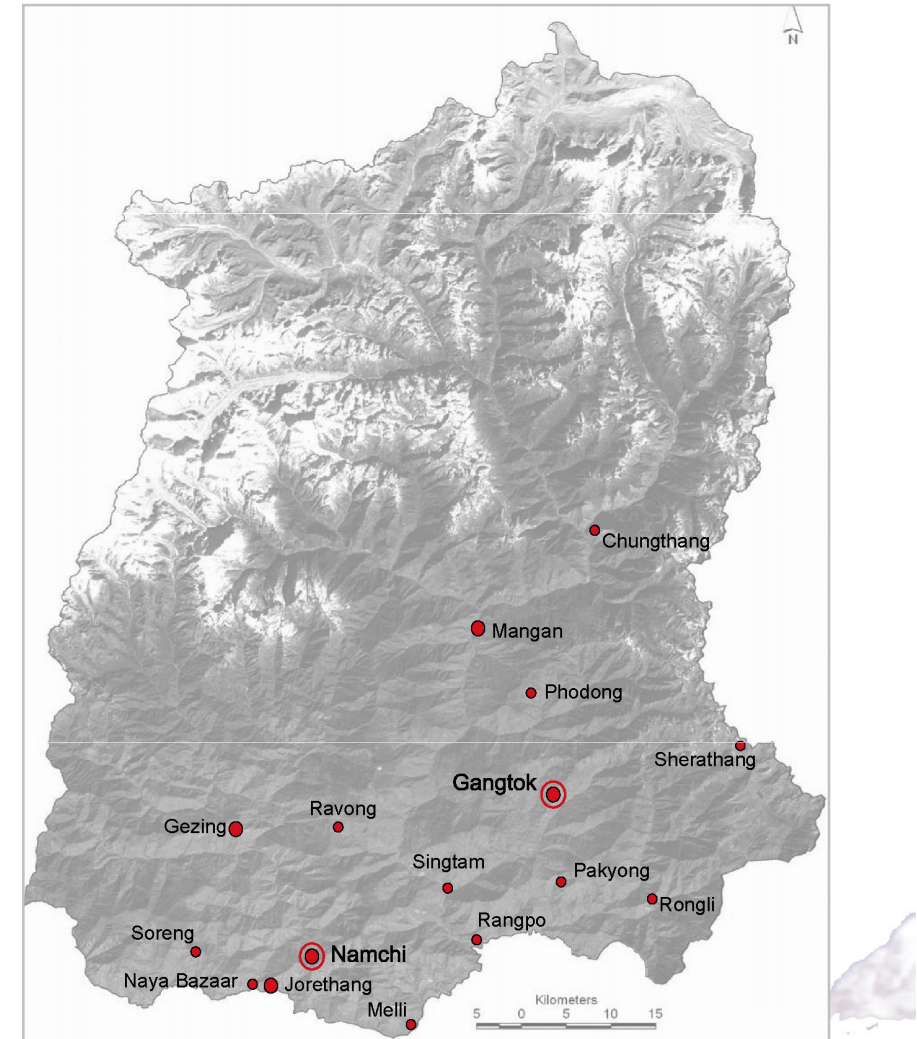 N
Chungthang
Mangan
Phodong
Sherathang
Gangtok
Ravong
Gezing
Singtam
Pakyong
Rongli
Rangpo
Soreng
Namchi
Naya Bazaar
Jorethang
Melli
Kilometers
5 0 5 10 15